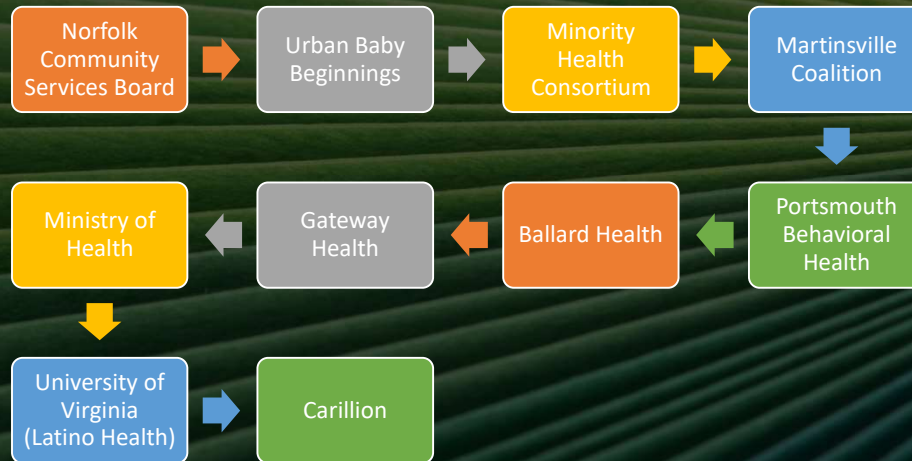 Norfolk
Community
Services Board
Urban Baby
Beginnings
Minority
Health
Consortium
Martinsville
Coalition
Portsmouth
Behavioral
Health
Ballard Health
Gateway
Health
Ministry of
Health
University of
Virginia
(Latino Health)
Carillion